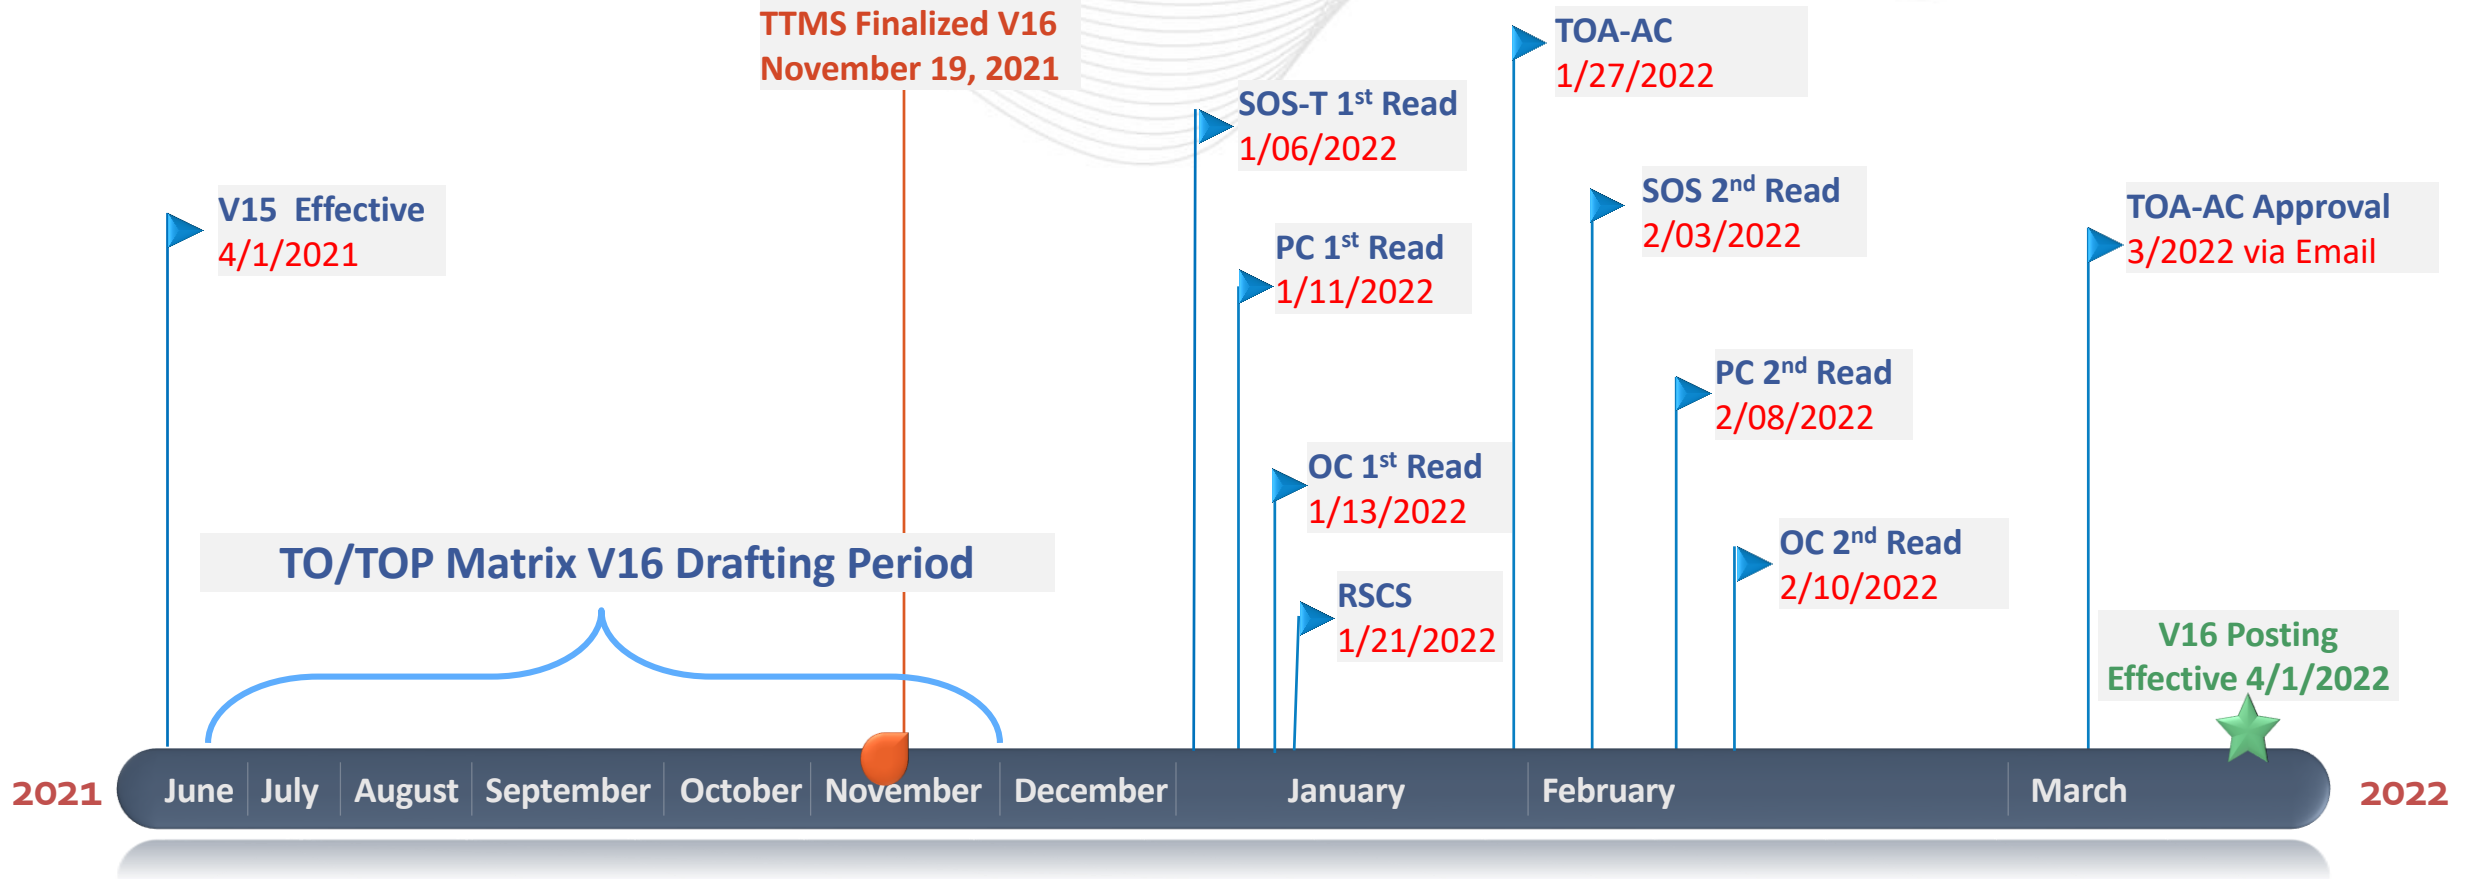 TTMS Finalized V16
November 19, 2021
TOA-AC
1/27/2022
SOS-T 1st Read
1/06/2022
V15  Effective
4/1/2021
SOS 2nd Read
2/03/2022
TOA-AC Approval
3/2022 via Email
PC 1st Read
1/11/2022
PC 2nd Read
2/08/2022
OC 1st Read
1/13/2022
TO/TOP Matrix V16 Drafting Period
OC 2nd Read
2/10/2022
RSCS
1/21/2022
V16 Posting
Effective 4/1/2022
2021
June
July
August
September
October
November
December
January
February
March
2022